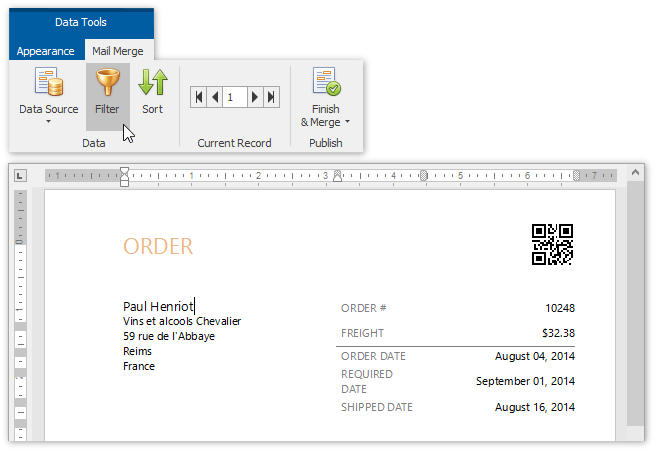 Data Tools
Appearance Mail Merge
Data Source Filter Sort
1
Finish
& Merge
Data Current Record Publish
L
1 1 2 3 4 5 6 7
ORDER
Paul Henriot
Vins et alcools Chevalier
59 rue de l'Abbaye
Reims
France
ORDER # 10248
FREIGHT $32.38
ORDER DATE August 04, 2014
REQUIRED
DATE September 01, 2014
SHIPPED DATE August 16, 2014